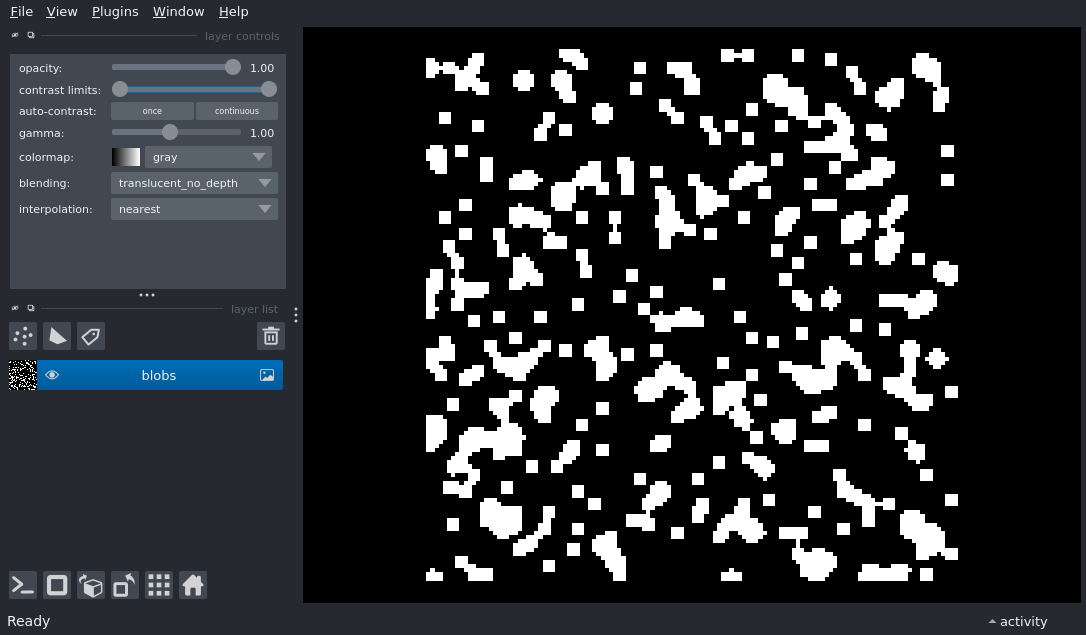 File View Plugins Window Help
layer controls
opacity: 1.00
contrast limits:
auto-contrast: once continuous
gamma: 1.00
colormap: gray
blending: translucent_no_depth
interpolation: nearest
layer list
blobs
Ready activity